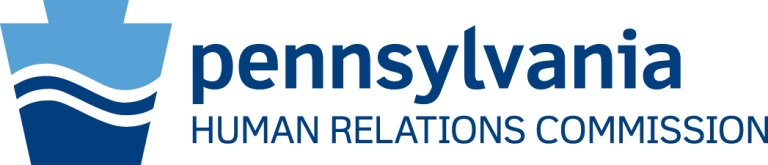 pennsylvania
HUMAN RELATIONS COMMISSION